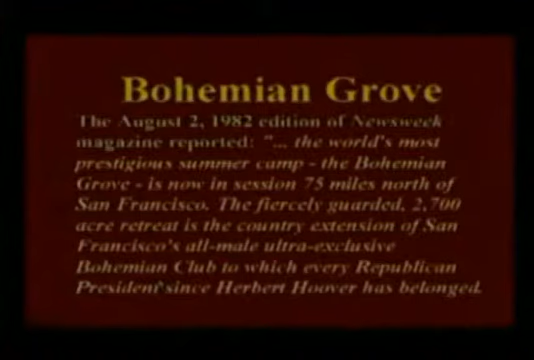 Bohemian Grove
The August 2, 1982 edition of Newsweek
magazine reported: "... the world's most
prestigious summer camp - the Bohemian
Grove - is now in session 75 miles north of
San Francisco. The fiercely guarded, 2,700
acre retreat is the country extension of San
Francisco's all-male ultra-exclusive
Bohemian Club to which every Republican
President since Herbert Hoover has belonged.